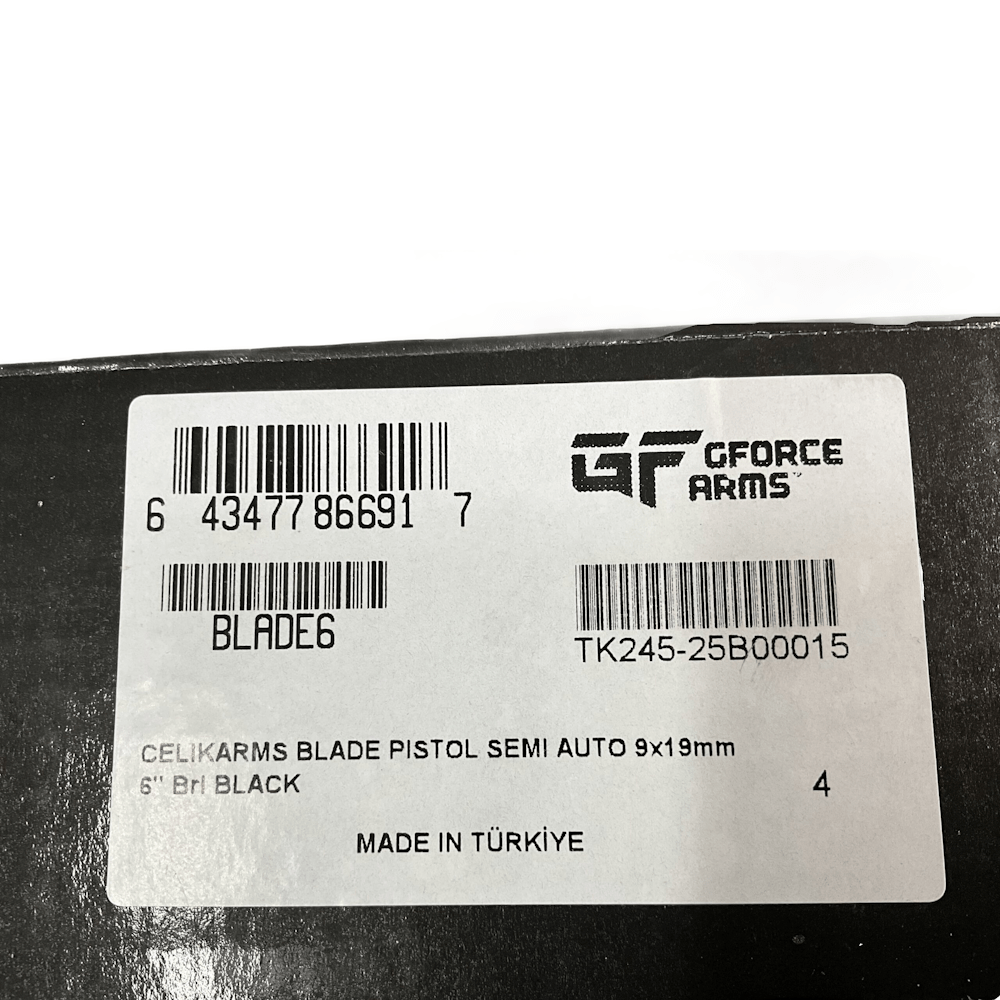 6 43477 86691 7
GF GFORCE
ARMS™
BLADE6
TK245-25B00015
CELIKARMS BLADE PISTOL SEMI AUTO 9x19mm
6" Brl BLACK
4
MADE IN TÜRKİYE